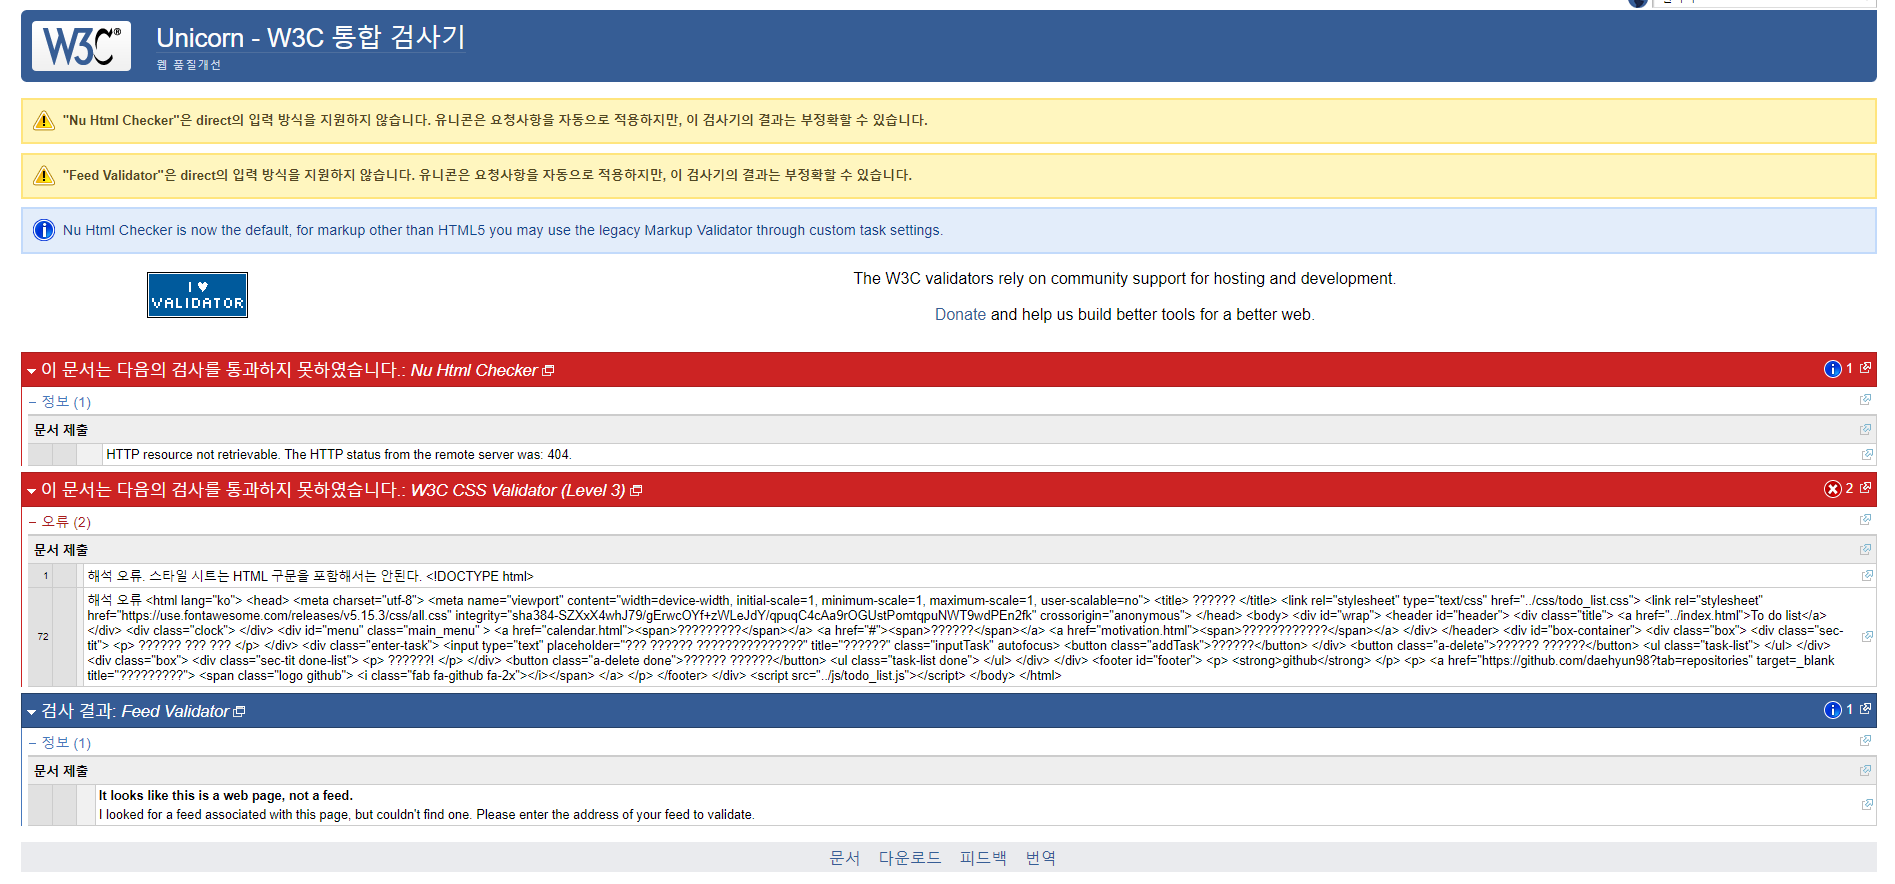 W3C®
Unicorn - W3C 통합 검사기
웹 품질개선
"Nu Html Checker"은 direct의 입력 방식을 지원하지 않습니다. 유니콘은 요청사항을 자동으로 적용하지만, 이 검사기의 결과는 부정확할 수 있습니다.
"Feed Validator"은 direct의 입력 방식을 지원하지 않습니다. 유니콘은 요청사항을 자동으로 적용하지만, 이 검사기의 결과는 부정확할 수 있습니다.
Nu Html Checker is now the default, for markup other than HTML5 you may use the legacy Markup Validator through custom task settings.
I ♥
VALIDATOR
The W3C validators rely on community support for hosting and development.
Donate and help us build better tools for a better web.
이 문서는 다음의 검사를 통과하지 못하였습니다.: Nu Html Checker 1
− 정보 (1)
문서 제출
HTTP resource not retrievable. The HTTP status from the remote server was: 404.
이 문서는 다음의 검사를 통과하지 못하였습니다.: W3C CSS Validator (Level 3) 2
− 오류 (2)
문서 제출
1 해석 오류. 스타일 시트는 HTML 구문을 포함해서는 안된다. <!DOCTYPE html>
해석 오류 <html lang="ko"> <head> <meta charset="utf-8"> <meta name="viewport" content="width=device-width, initial-scale=1, minimum-scale=1, maximum-scale=1, user-scalable=no"> <title> ?????? </title> <link rel="stylesheet" type="text/css" href="../css/todo_list.css"> <link rel="stylesheet"
href="https://use.fontawesome.com/releases/v5.15.3/css/all.css" integrity="sha384-SZXxX4whJ79/gErwcOYf+zWLeJdY/qpuqC4cAa9rOGUstPomtqpuNWT9wdPEn2fk" crossorigin="anonymous"> </head> <body> <div id="wrap"> <header id="header"> <div class="title"> <a href="../index.html">To do list</a>
</div> <div class="clock"> </div> <div id="menu" class="main_menu" > <a href="calendar.html"><span>?????????</span></a> <a href="#"><span>??????</span></a> <a href="motivation.html"><span>????????????</span></a> </div> </header> <div id="box-container"> <div class="box"> <div class="sec-
72 tit"> <p> ?????? ??? ??? </p> </div> <div class="enter-task"> <input type="text" placeholder="??? ?????? ???????????????" title="??????" class="inputTask" autofocus> <button class="addTask">??????</button> </div> <button class="a-delete">?????? ??????</button> <ul class="task-list"> </ul> </div>
<div class="box"> <div class="sec-tit done-list"> <p> ??????! </p> </div> <button class="a-delete done">?????? ??????</button> <ul class="task-list done"> </ul> </div> </div> <footer id="footer"> <p> <strong>github</strong> </p> <p> <a href="https://github.com/daehyun98?tab=repositories" target=_blank
title="?????????"> <span class="logo github"> <i class="fab fa-github fa-2x"></i></span> </a> </p> </footer> </div> <script src="../js/todo_list.js"></script> </body> </html>
검사 결과: Feed Validator 1
− 정보 (1)
문서 제출
It looks like this is a web page, not a feed.
I looked for a feed associated with this page, but couldn't find one. Please enter the address of your feed to validate.
문서 다운로드 피드백 번역